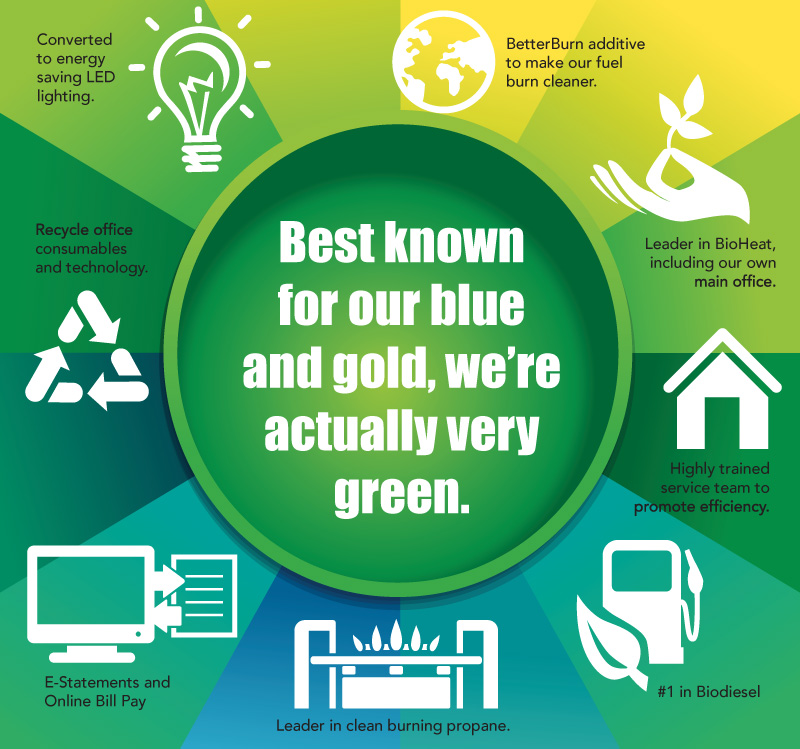 Converted
to energy
saving LED
lighting.
BetterBurn additive
to make our fuel
burn cleaner.
Recycle office
consumables
and technology.
Leader in BioHeat,
including our own
main office.
Best known
for our blue
and gold, we’re
actually very
green.
Highly trained
service team to
promote efficiency.
E-Statements and
Online Bill Pay
#1 in Biodiesel
Leader in clean burning propane.